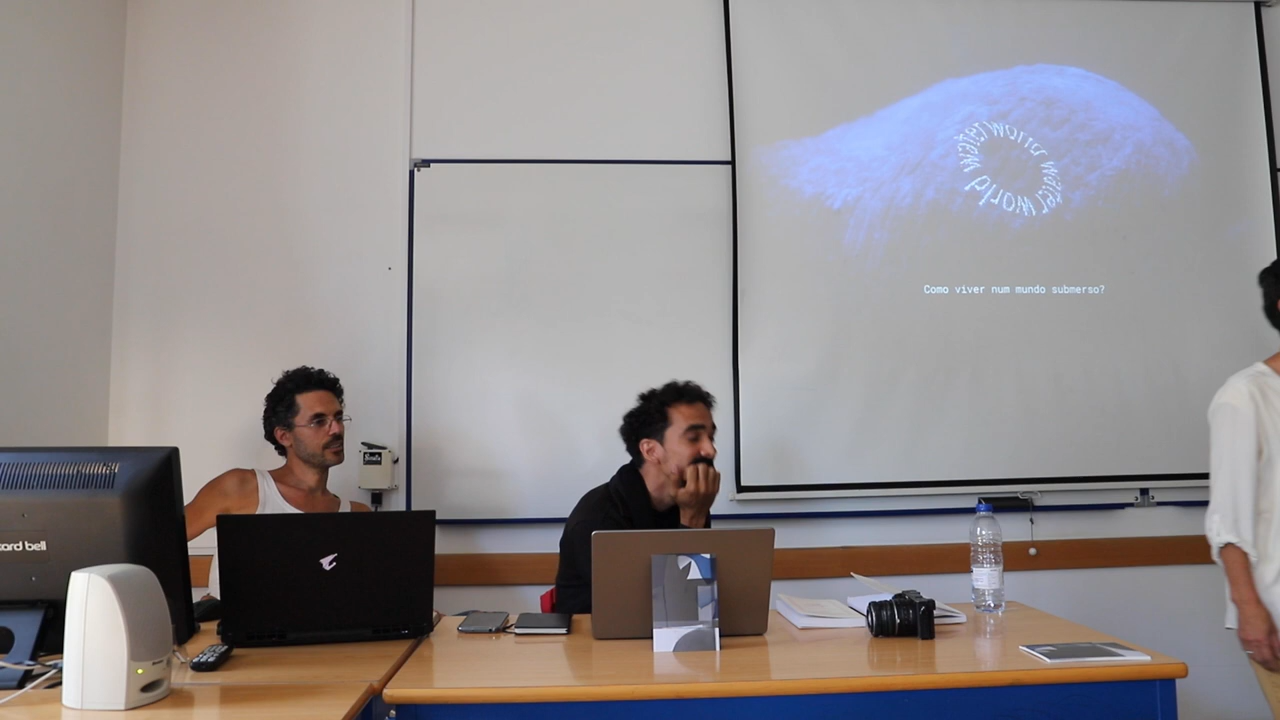 water world water world
Como viver num mundo submerso?
ard bell